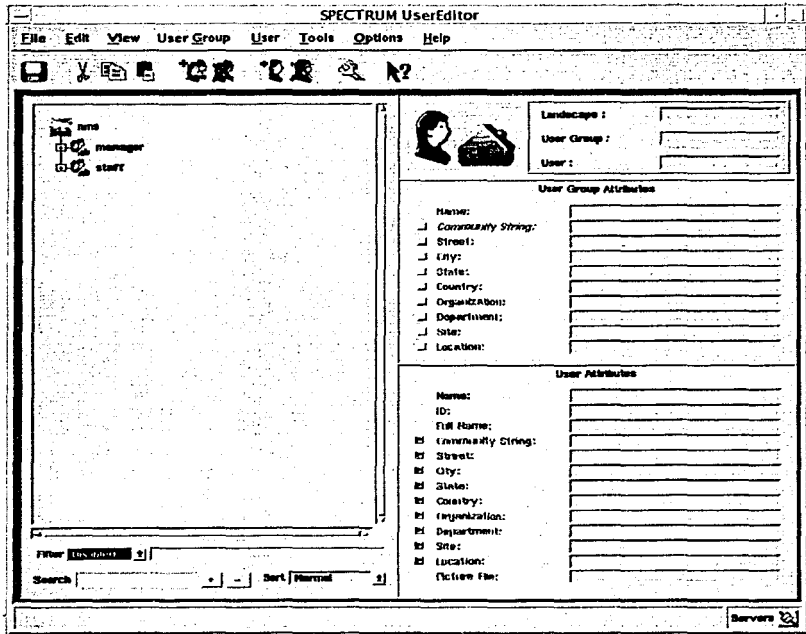 SPECTRUM UserEditor
File Edit View User Group User Tools Options Help
nms
manager
staff
Filter Disabled
Search + - Sort Normal
Landscape :
User Group :
User :
User Group Attributes
Name:
Community String:
Street:
City:
State:
Country:
Organization:
Department:
Site:
Location:
User Attributes
Name:
ID:
Full Name:
Community String:
Street:
City:
State:
Country:
Organization:
Department:
Site:
Location:
Picture File:
Servers